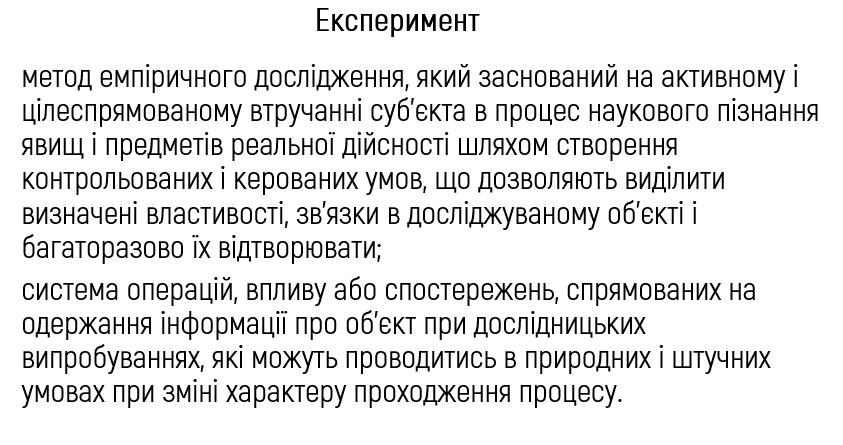 Експеримент
метод емпіричного дослідження, який заснований на активному і
цілеспрямованому втручанні суб'єкта в процес наукового пізнання
явищ і предметів реальної дійсності шляхом створення
контрольованих і керованих умов, що дозволяють виділити
визначені властивості, зв'язки в досліджуваному об'єкті і
багаторазово їх відтворювати;
система операцій, впливу або спостережень, спрямованих на
одержання інформації про об'єкт при дослідницьких
випробуваннях, які можуть проводитись в природних і штучних
умовах при зміні характеру проходження процесу.